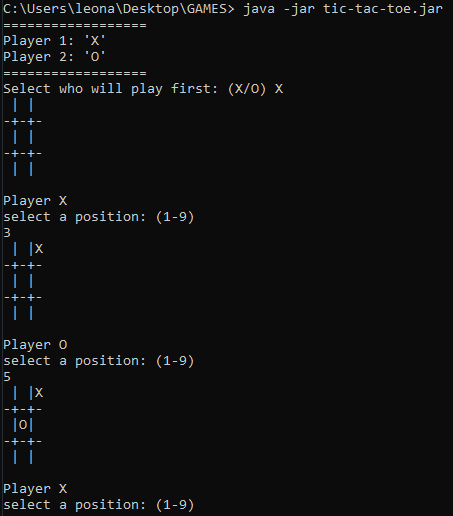 C:\Users\leona\Desktop\GAMES> java -jar tic-tac-toe.jar
==================
Player 1: 'X'
Player 2: 'O'
==================
Select who will play first: (X/O) X
 | |
-+-+-
 | |
-+-+-
 | |
Player X
select a position: (1-9)
3
 | |X
-+-+-
 | |
-+-+-
 | |
Player O
select a position: (1-9)
5
 | |X
-+-+-
 |O|
-+-+-
 | |
Player X
select a position: (1-9)